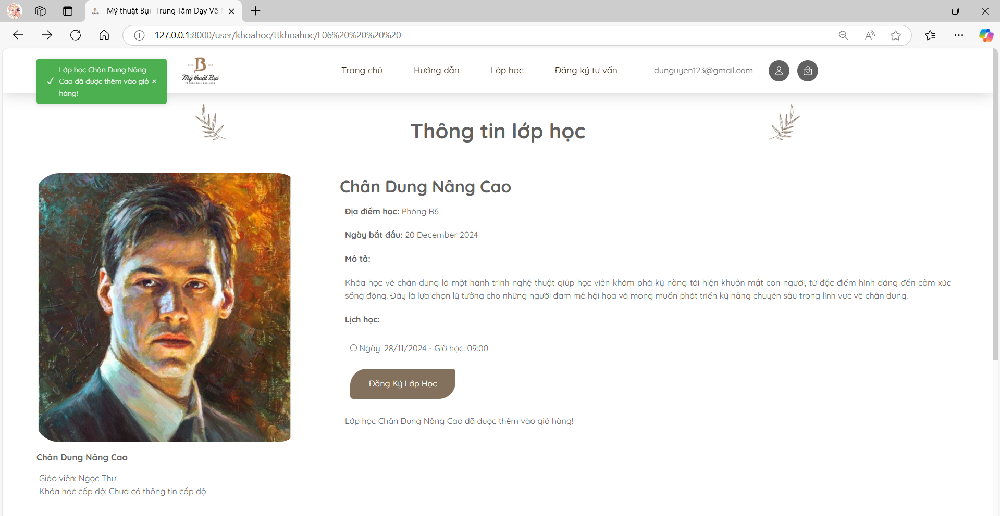 Mỹ thuật Bụi- Trung Tâm Dạy Vẽ
127.0.0.1:8000/user/khoahoc/ttkhoahoc/L06%20%20%20%20
Lớp học Chân Dung Nâng
Cao đã được thêm vào giỏ ×
hàng!
B
Mỹ thuật Bụi
VẼ THEO CÁCH BẠN SỐNG
Trang chủ Hướng dẫn Lớp học Đăng ký tư vấn dunguyen123@gmail.com
Thông tin lớp học
Chân Dung Nâng Cao
Địa điểm học: Phòng B6
Ngày bắt đầu: 20 December 2024
Mô tả:
Khóa học vẽ chân dung là một hành trình nghệ thuật giúp học viên khám phá kỹ năng tái hiện khuôn mặt con người, từ đặc điểm hình dáng đến cảm xúc
sống động. Đây là lựa chọn lý tưởng cho những người đam mê hội họa và mong muốn phát triển kỹ năng chuyên sâu trong lĩnh vực vẽ chân dung.
Lịch học:
Ngày: 28/11/2024 - Giờ học: 09:00
Đăng Ký Lớp Học
Lớp học Chân Dung Nâng Cao đã được thêm vào giỏ hàng!
Chân Dung Nâng Cao
Giáo viên: Ngọc Thư
Khóa học cấp độ: Chưa có thông tin cấp độ